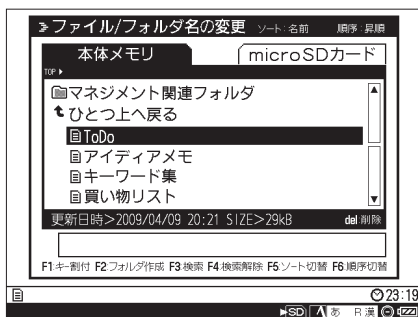 ファイル/フォルダ名の変更 ソート:名前 順序:昇順
本体メモリ microSDカード
TOP ▶
マネジメント関連フォルダ
ひとつ上へ戻る
ToDo
アイディアメモ
キーワード集
買い物リスト
更新日時>2009/04/09 20:21 SIZE>29kB del:削除
F1:キー割付 F2:フォルダ作成 F3:検索 F4:検索解除 F5:ソート切替 F6:順序切替
23:19
▶SD あ R漢